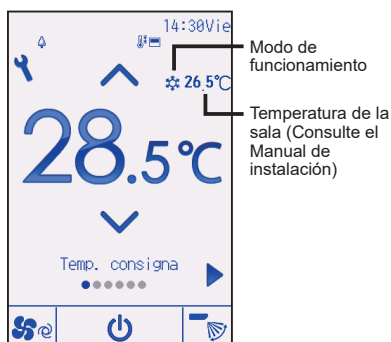 14:30Vie
26.5℃
28.5℃
Temp. consigna
Modo de
funcionamiento
Temperatura de la
sala (Consulte el
Manual de
instalación)